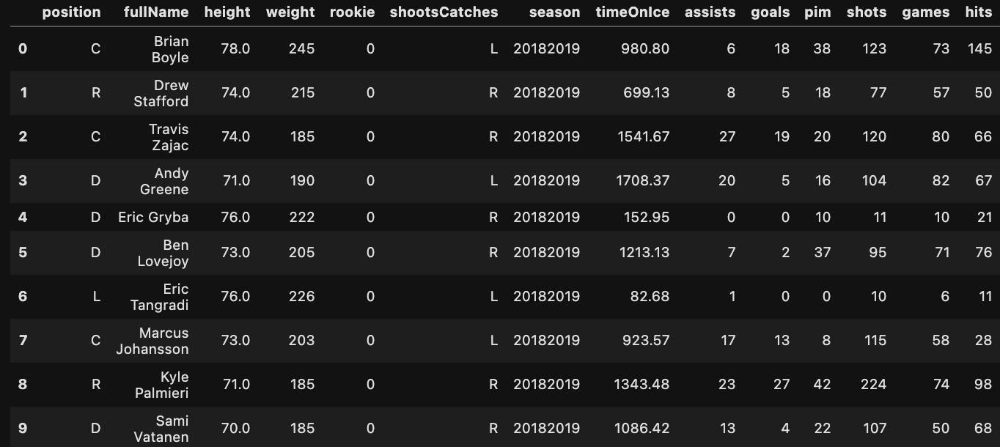 position fullName height weight rookie shootsCatches season timeOnIce assists goals pim shots games hits
0 C Brian Boyle 78.0 245 0 L 20182019 980.80 6 18 38 123 73 145
1 R Drew Stafford 74.0 215 0 R 20182019 699.13 8 5 18 77 57 50
2 C Travis Zajac 74.0 185 0 R 20182019 1541.67 27 19 20 120 80 66
3 D Andy Greene 71.0 190 0 L 20182019 1708.37 20 5 16 104 82 67
4 D Eric Gryba 76.0 222 0 R 20182019 152.95 0 0 10 11 10 21
5 D Ben Lovejoy 73.0 205 0 R 20182019 1213.13 7 2 37 95 71 76
6 L Eric Tangradi 76.0 226 0 L 20182019 82.68 1 0 0 10 6 11
7 C Marcus Johansson 73.0 203 0 L 20182019 923.57 17 13 8 115 58 28
8 R Kyle Palmieri 71.0 185 0 R 20182019 1343.48 23 27 42 224 74 98
9 D Sami Vatanen 70.0 185 0 R 20182019 1086.42 13 4 22 107 50 68